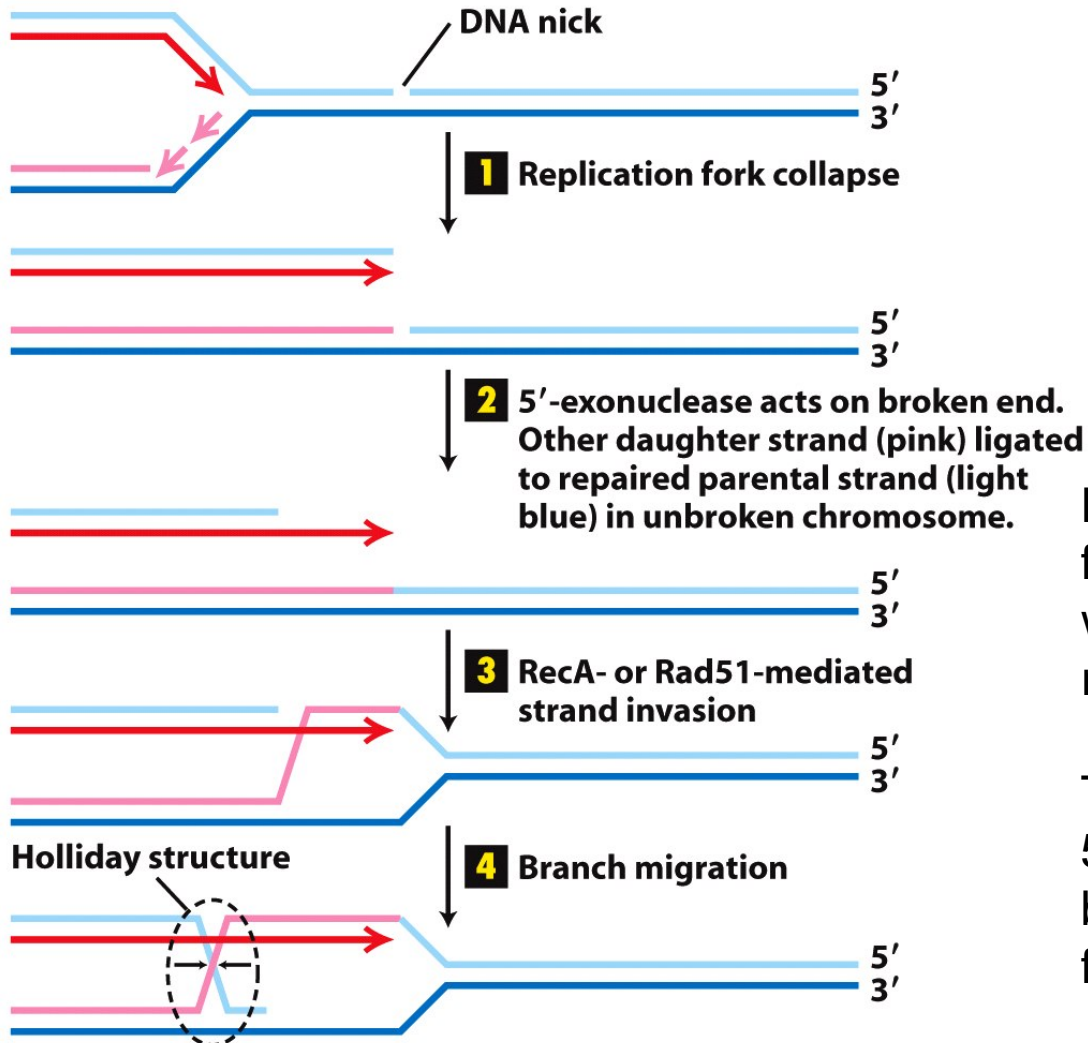 DNA nick
5′
3′
1 Replication fork collapse
5′
3′
2 5′-exonuclease acts on broken end.
Other daughter strand (pink) ligated
to repaired parental strand (light
blue) in unbroken chromosome.
5′
3′
3 RecA- or Rad51-mediated
strand invasion
5′
3′
Holliday structure
4 Branch migration
5′
3′